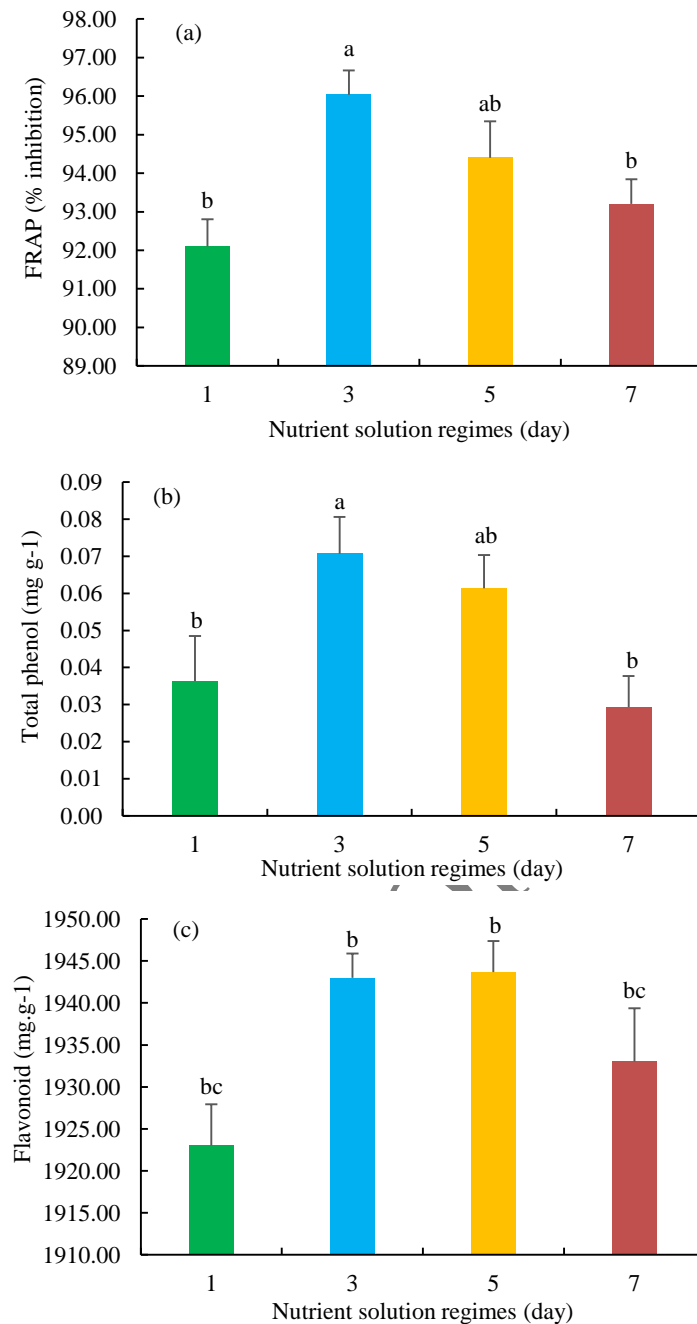 (a)
FRAP (% inhibition)
98.00
97.00
96.00
95.00
94.00
93.00
92.00
91.00
90.00
89.00
b
a
ab
b
1 3 5 7
Nutrient solution regimes (day)
(b)
Total phenol (mg g-1)
0.09
0.08
0.07
0.06
0.05
0.04
0.03
0.02
0.01
0.00
b
a
ab
b
1 3 5 7
Nutrient solution regimes (day)
(c)
Flavonoid (mg.g-1)
1950.00
1945.00
1940.00
1935.00
1930.00
1925.00
1920.00
1915.00
1910.00
bc
b
b
bc
1 3 5 7
Nutrient solution regimes (day)